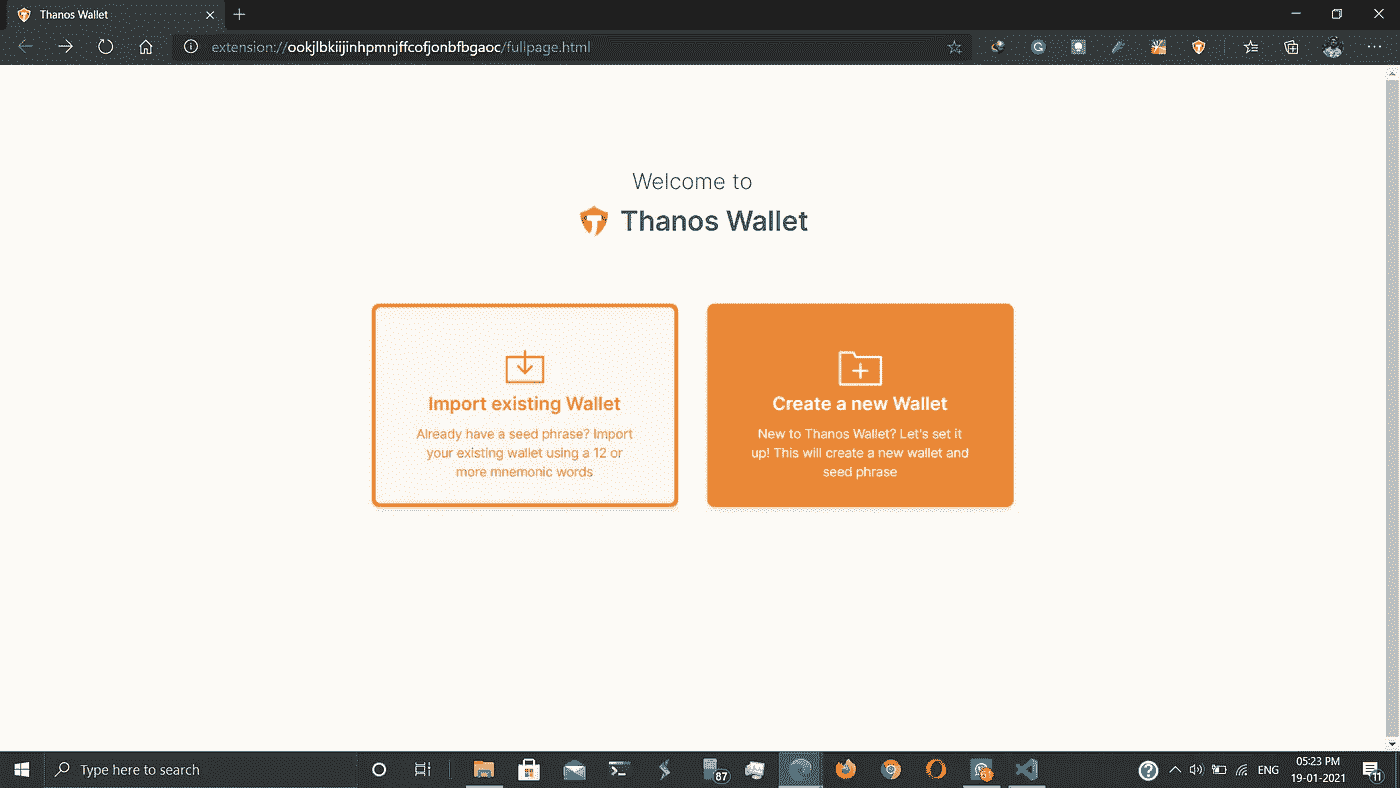 Thanos Wallet
extension://ookjlbkiijinhpmnjffcofjonbfbgaoc/fullpage.html
Welcome to
Thanos Wallet
Import existing Wallet
Already have a seed phrase? Import
your existing wallet using a 12 or
more mnemonic words
Create a new Wallet
New to Thanos Wallet? Let's set it
up! This will create a new wallet and
seed phrase
Type here to search
87
ENG
05:23 PM
19-01-2021
11